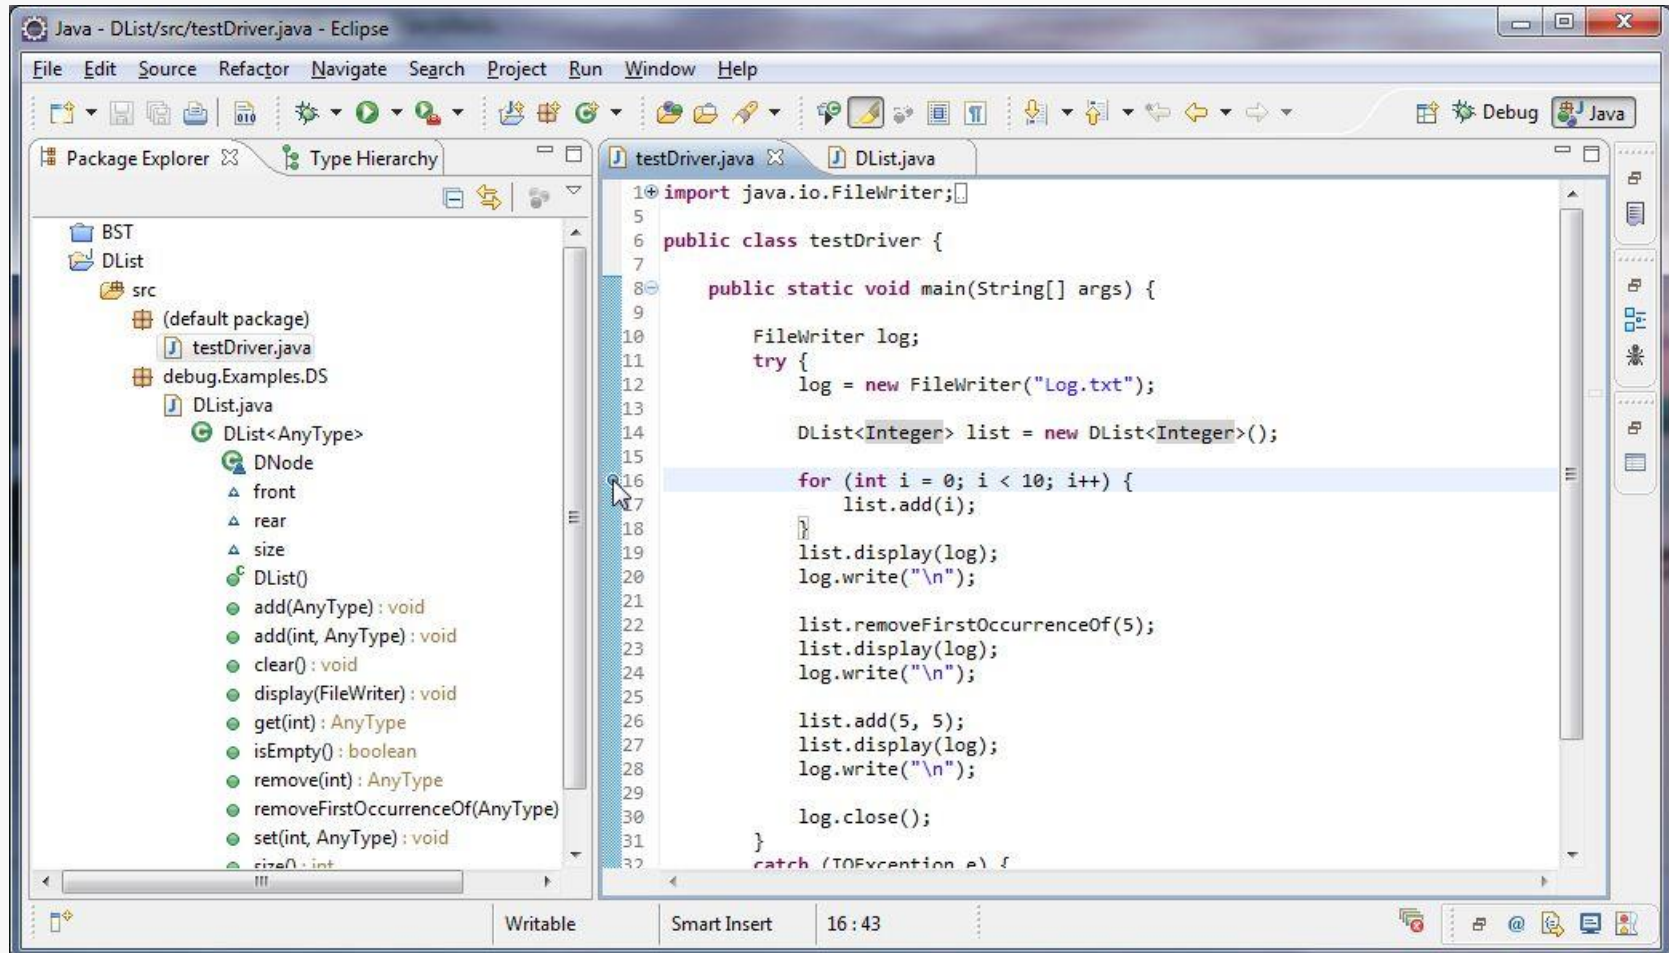 Java - DList/src/testDriver.java - Eclipse
File Edit Source Refactor Navigate Search Project Run Window Help
Debug Java
Package Explorer Type Hierarchy
BST
DList
src
(default package)
testDriver.java
debug.Examples.DS
DList.java
DList<AnyType>
DNode
front
rear
size
DList()
add(AnyType) : void
add(int, AnyType) : void
clear() : void
display(FileWriter) : void
get(int) : AnyType
isEmpty() : boolean
remove(int) : AnyType
removeFirstOccurrenceOf(AnyType)
set(int, AnyType) : void
size() : int
testDriver.java DList.java
1 import java.io.FileWriter;
5
6 public class testDriver {
7
8 public static void main(String[] args) {
9
10 FileWriter log;
11 try {
12 log = new FileWriter("Log.txt");
13
14 DList<Integer> list = new DList<Integer>();
15
16 for (int i = 0; i < 10; i++) {
17 list.add(i);
18 }
19 list.display(log);
20 log.write("\n");
21
22 list.removeFirstOccurrenceOf(5);
23 list.display(log);
24 log.write("\n");
25
26 list.add(5, 5);
27 list.display(log);
28 log.write("\n");
29
30 log.close();
31 }
32 catch (IOException e) {
Writable Smart Insert 16 : 43